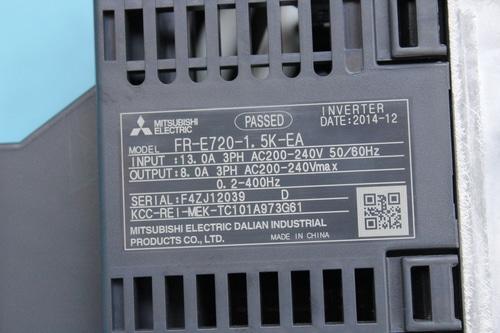 MITSUBISHI ELECTRIC PASSED INVERTER
DATE:2014-12
MODEL FR-E720-1.5K-EA
INPUT :13.0A 3PH AC200-240V 50/60Hz
OUTPUT:8.0A 3PH AC200-240Vmax
0.2-400Hz
SERIAL:F4ZJ12039 D
KCC-REI-MEK-TC101A973G61
MITSUBISHI ELECTRIC DALIAN INDUSTRIAL
PRODUCTS CO., LTD. MADE IN CHINA